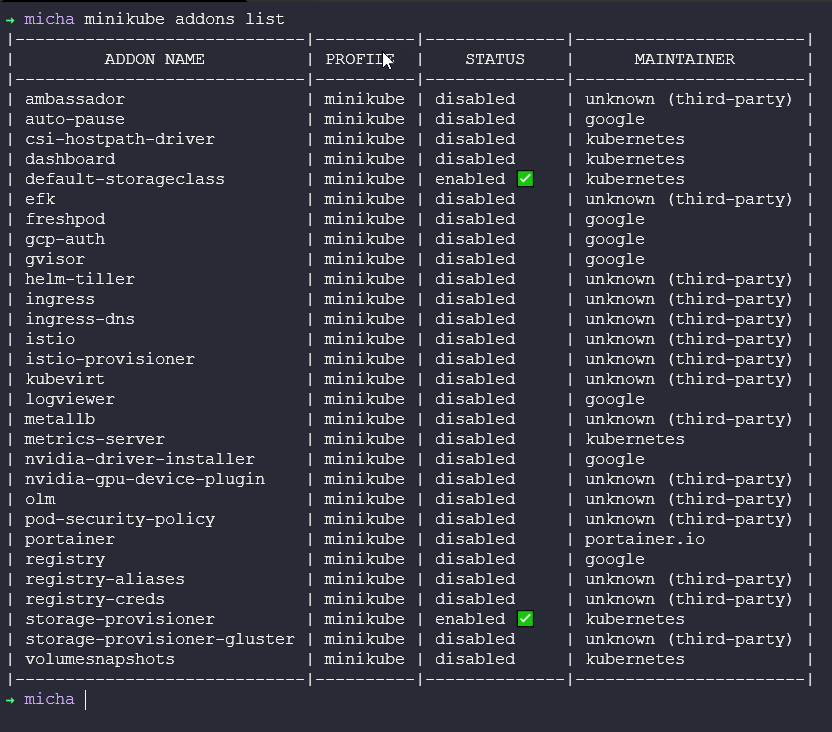 → micha minikube addons list
|-----------------------------|----------|--------------|-----------------------|
| ADDON NAME | PROFILE | STATUS | MAINTAINER |
|-----------------------------|----------|--------------|-----------------------|
| ambassador | minikube | disabled | unknown (third-party) |
| auto-pause | minikube | disabled | google |
| csi-hostpath-driver | minikube | disabled | kubernetes |
| dashboard | minikube | disabled | kubernetes |
| default-storageclass | minikube | enabled ✅ | kubernetes |
| efk | minikube | disabled | unknown (third-party) |
| freshpod | minikube | disabled | google |
| gcp-auth | minikube | disabled | google |
| gvisor | minikube | disabled | google |
| helm-tiller | minikube | disabled | unknown (third-party) |
| ingress | minikube | disabled | unknown (third-party) |
| ingress-dns | minikube | disabled | unknown (third-party) |
| istio | minikube | disabled | unknown (third-party) |
| istio-provisioner | minikube | disabled | unknown (third-party) |
| kubevirt | minikube | disabled | unknown (third-party) |
| logviewer | minikube | disabled | google |
| metallb | minikube | disabled | unknown (third-party) |
| metrics-server | minikube | disabled | kubernetes |
| nvidia-driver-installer | minikube | disabled | google |
| nvidia-gpu-device-plugin | minikube | disabled | unknown (third-party) |
| olm | minikube | disabled | unknown (third-party) |
| pod-security-policy | minikube | disabled | unknown (third-party) |
| portainer | minikube | disabled | portainer.io |
| registry | minikube | disabled | google |
| registry-aliases | minikube | disabled | unknown (third-party) |
| registry-creds | minikube | disabled | unknown (third-party) |
| storage-provisioner | minikube | enabled ✅ | kubernetes |
| storage-provisioner-gluster | minikube | disabled | unknown (third-party) |
| volumesnapshots | minikube | disabled | kubernetes |
|-----------------------------|----------|--------------|-----------------------|
→ micha